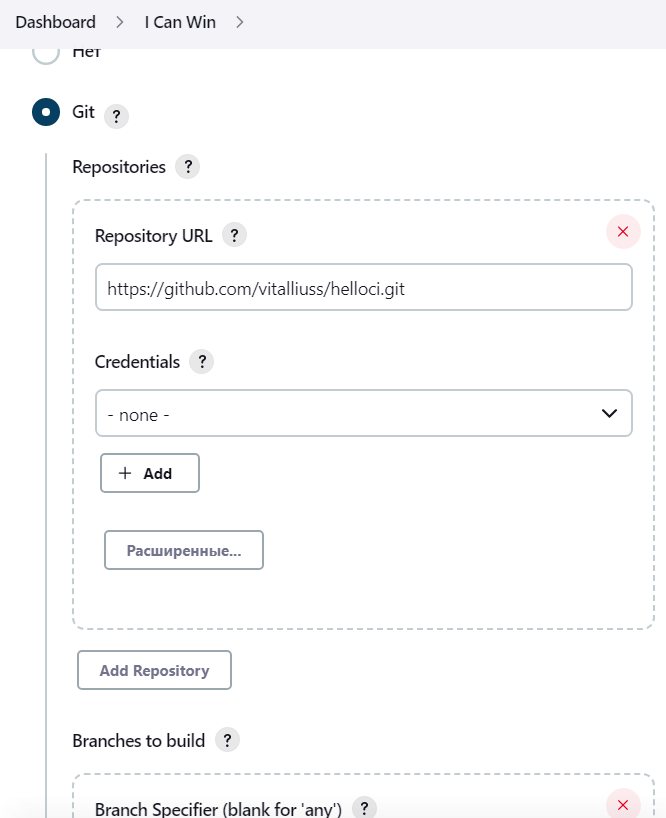 Dashboard > I Can Win >
Нет
Git ?
Repositories ?
Repository URL ?
https://github.com/vitalliuss/helloci.git
Credentials ?
- none -
+ Add
Расширенные...
Add Repository
Branches to build ?
Branch Specifier (blank for 'any') ?